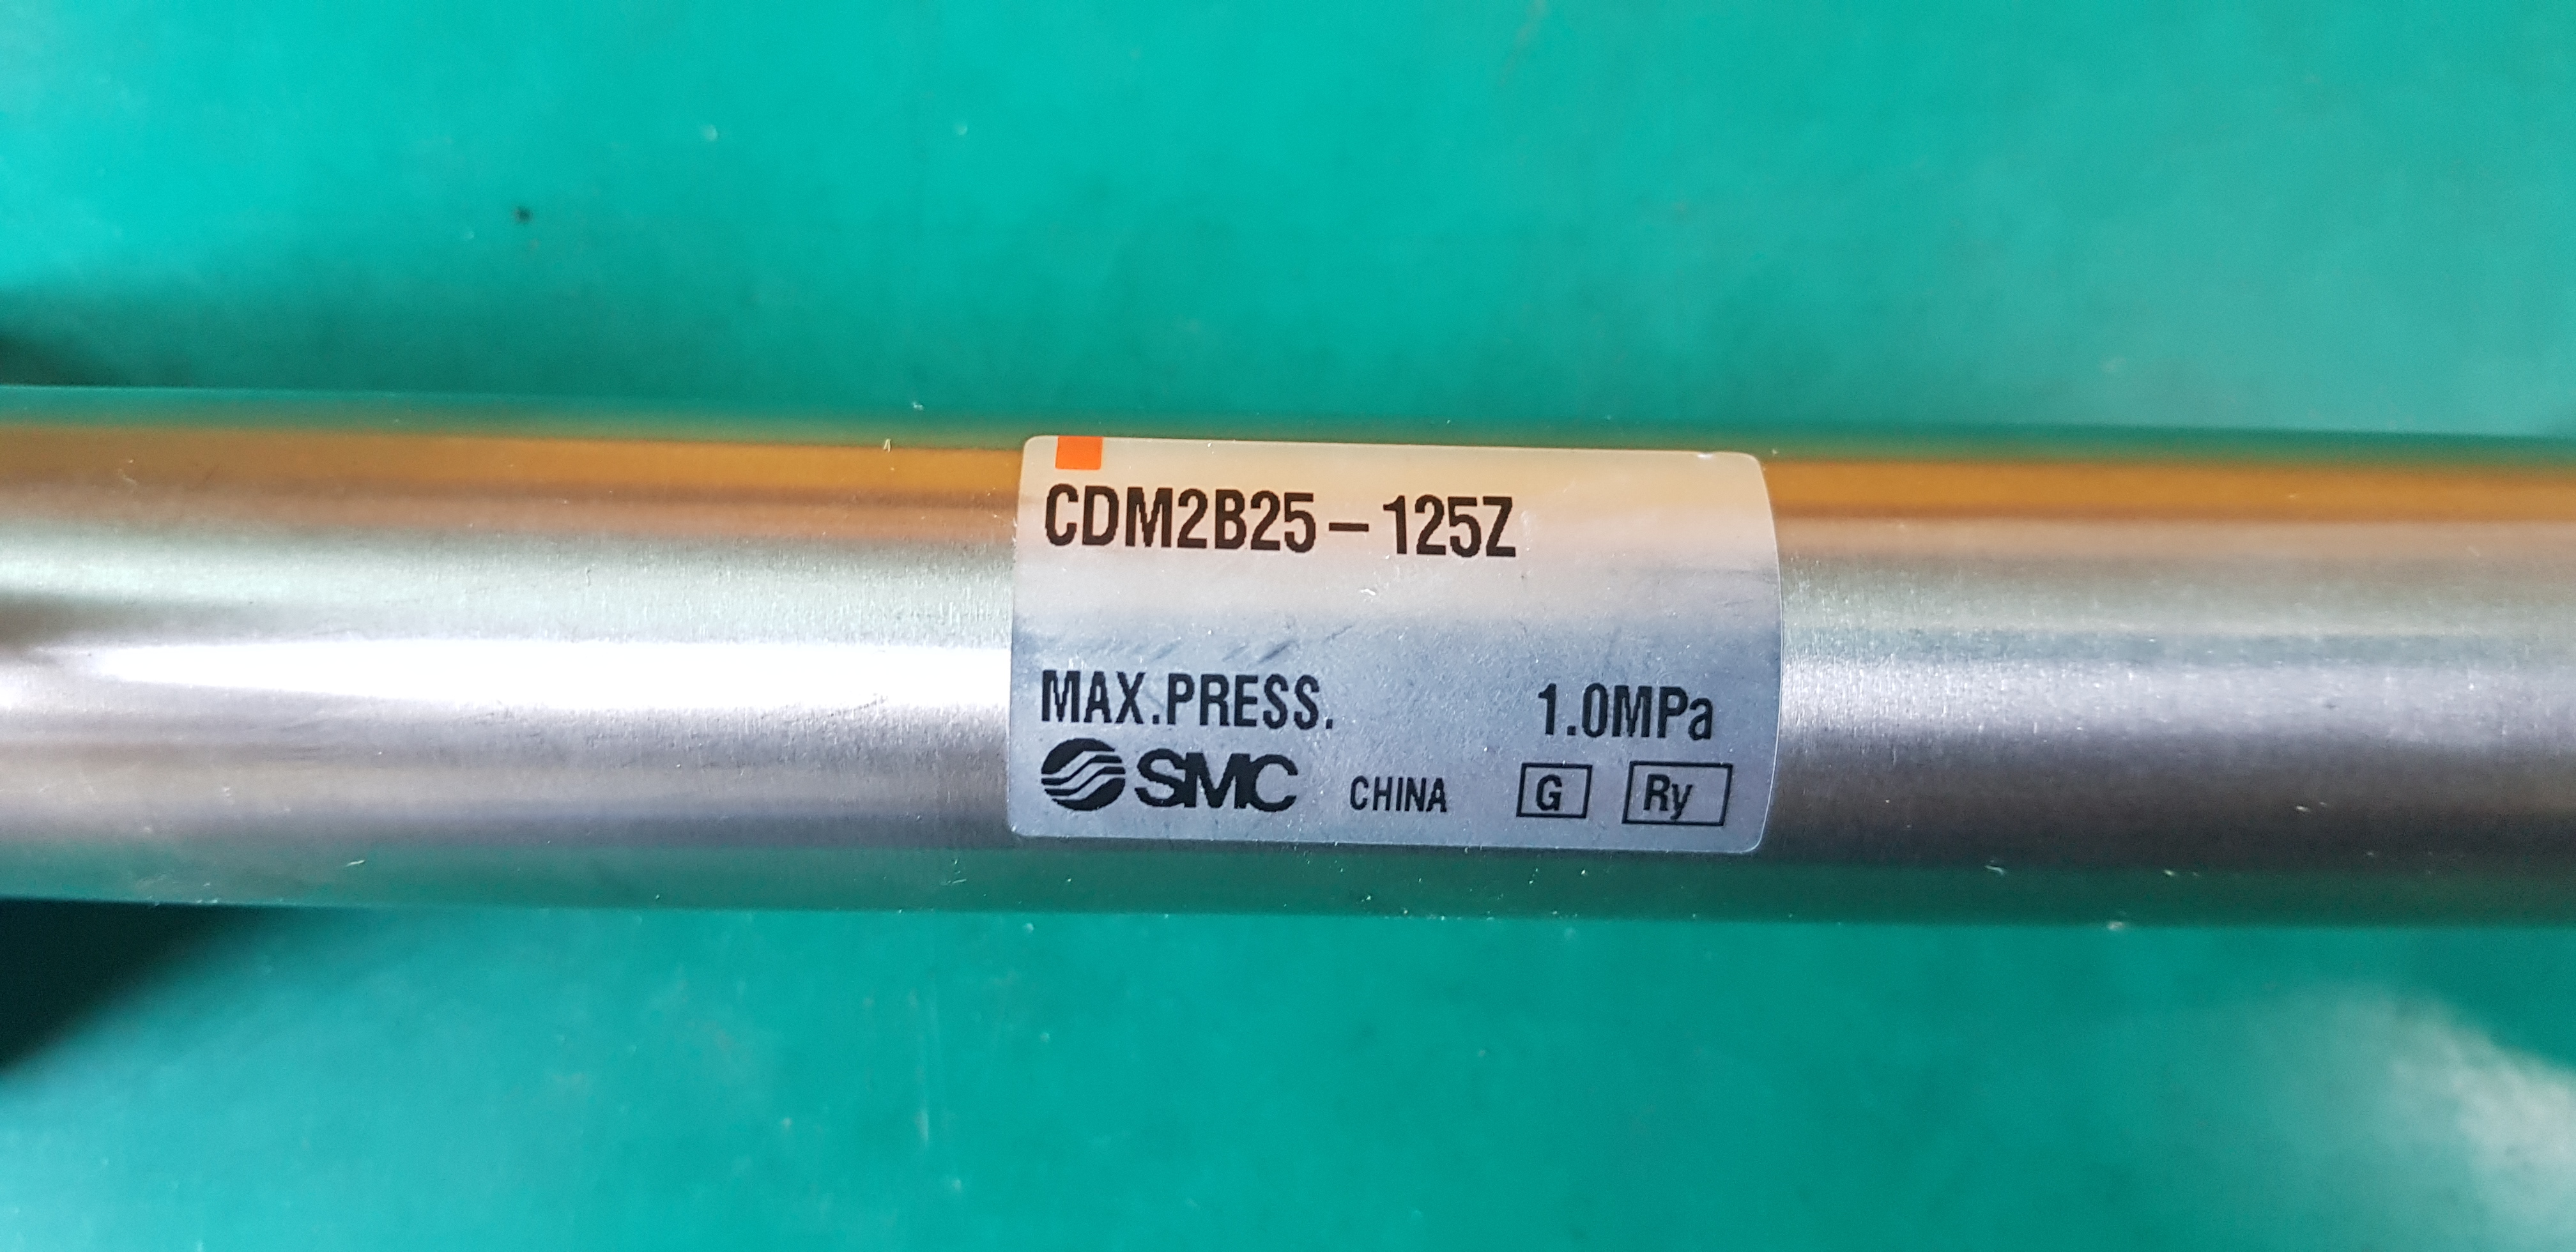 CDM2B25-125Z
MAX.PRESS. 1.0MPa
SMC CHINA G Ry